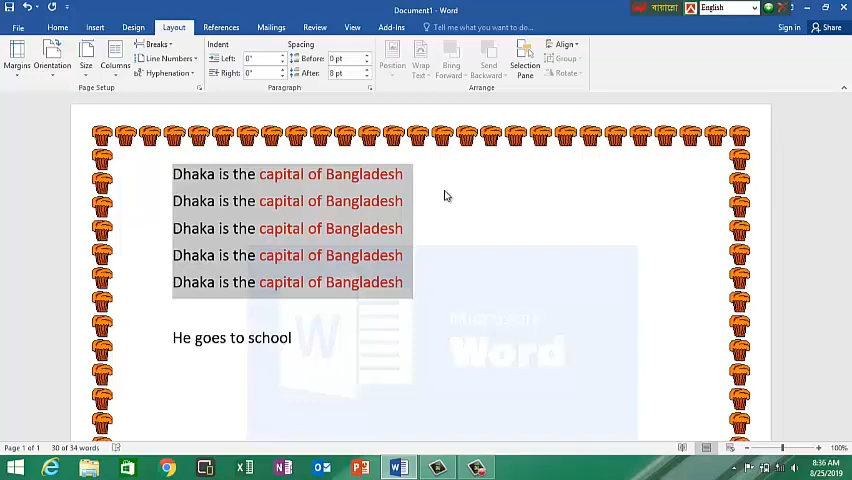 Document1 - Word
বায়ান্নো
English
File Home Insert Design Layout References Mailings Review View Add-Ins Tell me what you want to do... Sign in Share
Breaks Indent Spacing Align
Line Numbers Left: 0" Before: 0 pt Group
Margins Orientation Size Columns Hyphenation Right: 0" After: 8 pt Position Wrap Text Bring Forward Send Backward Selection Pane Rotate
Page Setup Paragraph Arrange
Dhaka is the capital of Bangladesh
Dhaka is the capital of Bangladesh
Dhaka is the capital of Bangladesh
Dhaka is the capital of Bangladesh
Dhaka is the capital of Bangladesh
He goes to school
W
Microsoft
Word
Page 1 of 1 30 of 34 words 100%
8:36 AM
8/25/2019